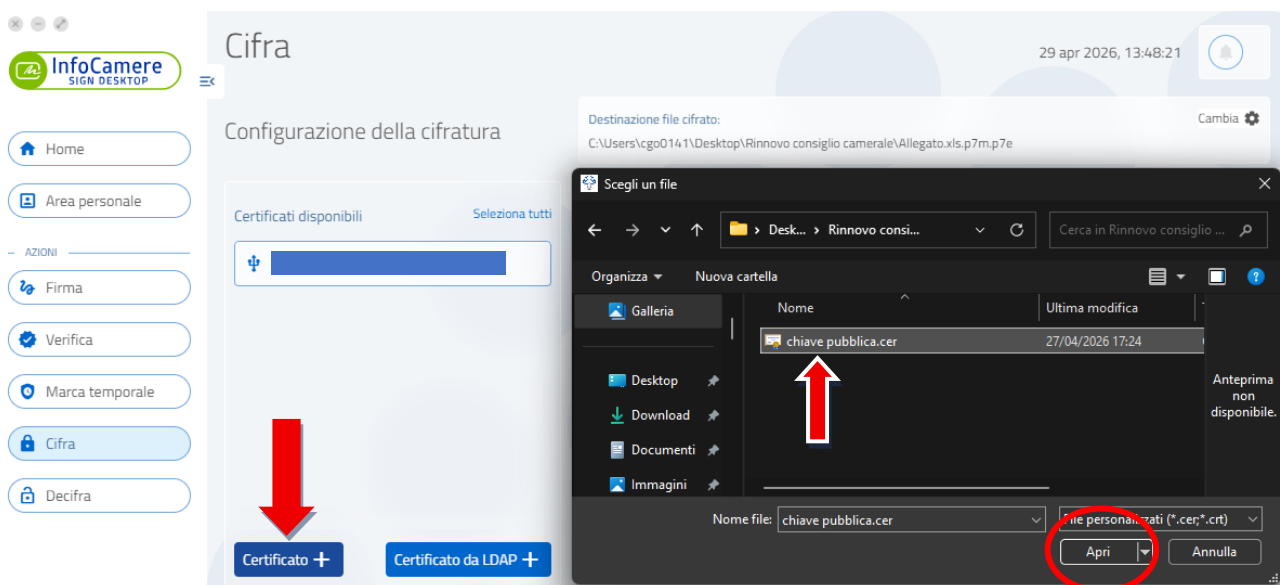 InfoCamere
SIGN DESKTOP
Home
Area personale
AZIONI
Firma
Verifica
Marca temporale
Cifra
Decifra
Cifra
29 apr 2026, 13:48:21
Configurazione della cifratura
Destinazione file cifrato:
Cambia
C:\Users\cgo0141\Desktop\Rinnovo consiglio camerale\Allegato.xls.p7m.p7e
Certificati disponibili
Seleziona tutti
Certificato +
Certificato da LDAP +
Scegli un file
Desk... › Rinnovo consi...
Cerca in Rinnovo consiglio ...
Organizza
Nuova cartella
Galleria
Desktop
Download
Documenti
Immagini
Nome
Ultima modifica
chiave pubblica.cer
27/04/2026 17:24
Anteprima
non
disponibile.
Nome file:
chiave pubblica.cer
File personalizzati (*.cer;*.crt)
Apri
Annulla